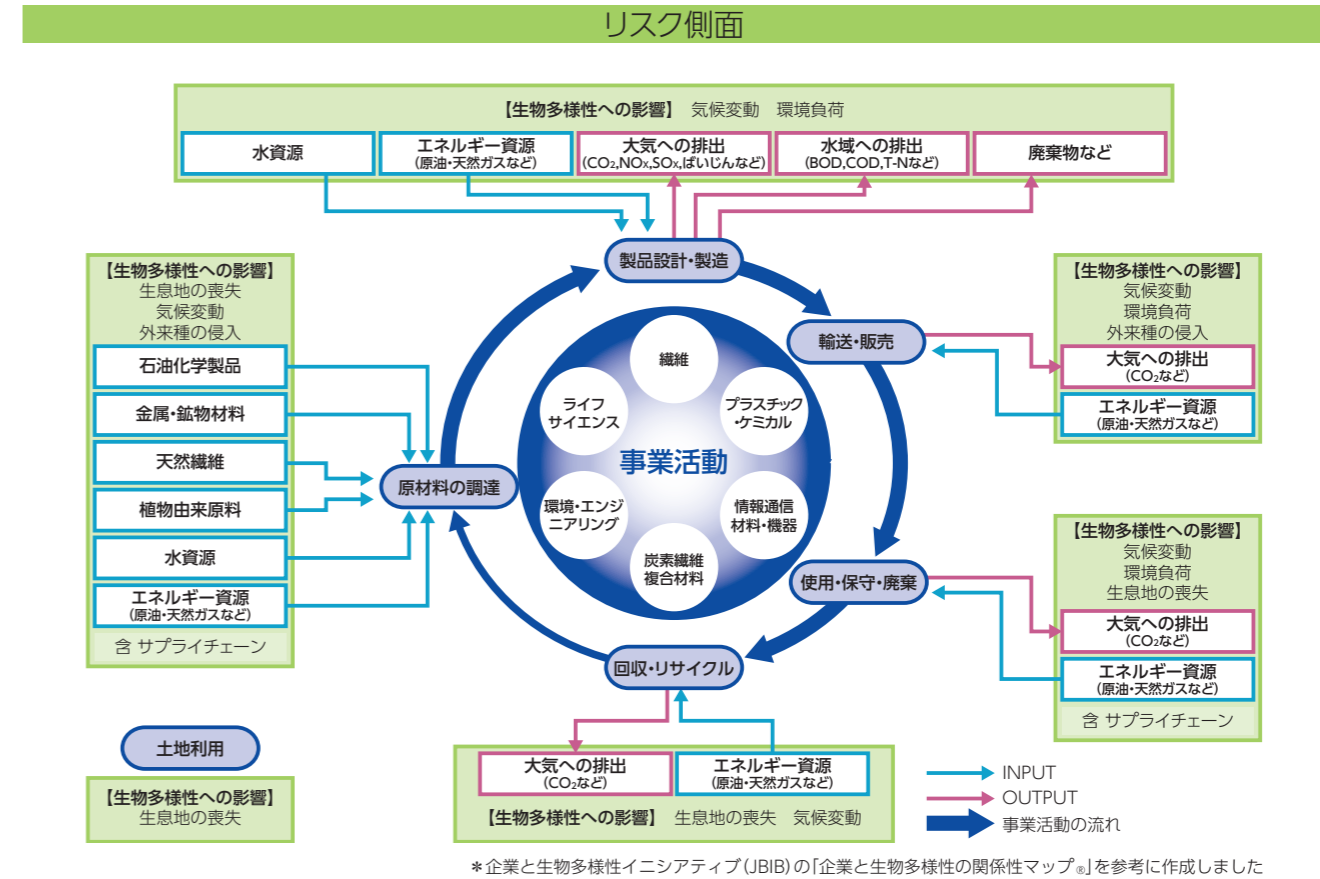 リスク側面
【生物多様性への影響】 気候変動 環境負荷
水資源
エネルギー資源
(原油・天然ガスなど)
大気への排出
(CO₂,NOx,SOx,ばいじんなど)
水域への排出
(BOD,COD,T-Nなど)
廃棄物など
製品設計・製造
【生物多様性への影響】
生息地の喪失
気候変動
外来種の侵入
石油化学製品
金属・鉱物材料
天然繊維
植物由来原料
水資源
エネルギー資源
(原油・天然ガスなど)
含 サプライチェーン
原材料の調達
事業活動
繊維
プラスチック
・ケミカル
情報通信
材料・機器
炭素繊維
複合材料
環境・エンジ
ニアリング
ライフ
サイエンス
輸送・販売
【生物多様性への影響】
気候変動
環境負荷
外来種の侵入
大気への排出
(CO₂など)
エネルギー資源
(原油・天然ガスなど)
使用・保守・廃棄
【生物多様性への影響】
気候変動
環境負荷
生息地の喪失
大気への排出
(CO₂など)
エネルギー資源
(原油・天然ガスなど)
含 サプライチェーン
回収・リサイクル
大気への排出
(CO₂など)
エネルギー資源
(原油・天然ガスなど)
【生物多様性への影響】 生息地の喪失 気候変動
土地利用
【生物多様性への影響】
生息地の喪失
INPUT
OUTPUT
事業活動の流れ
＊企業と生物多様性イニシアティブ(JBIB)の「企業と生物多様性の関係性マップ®」を参考に作成しました